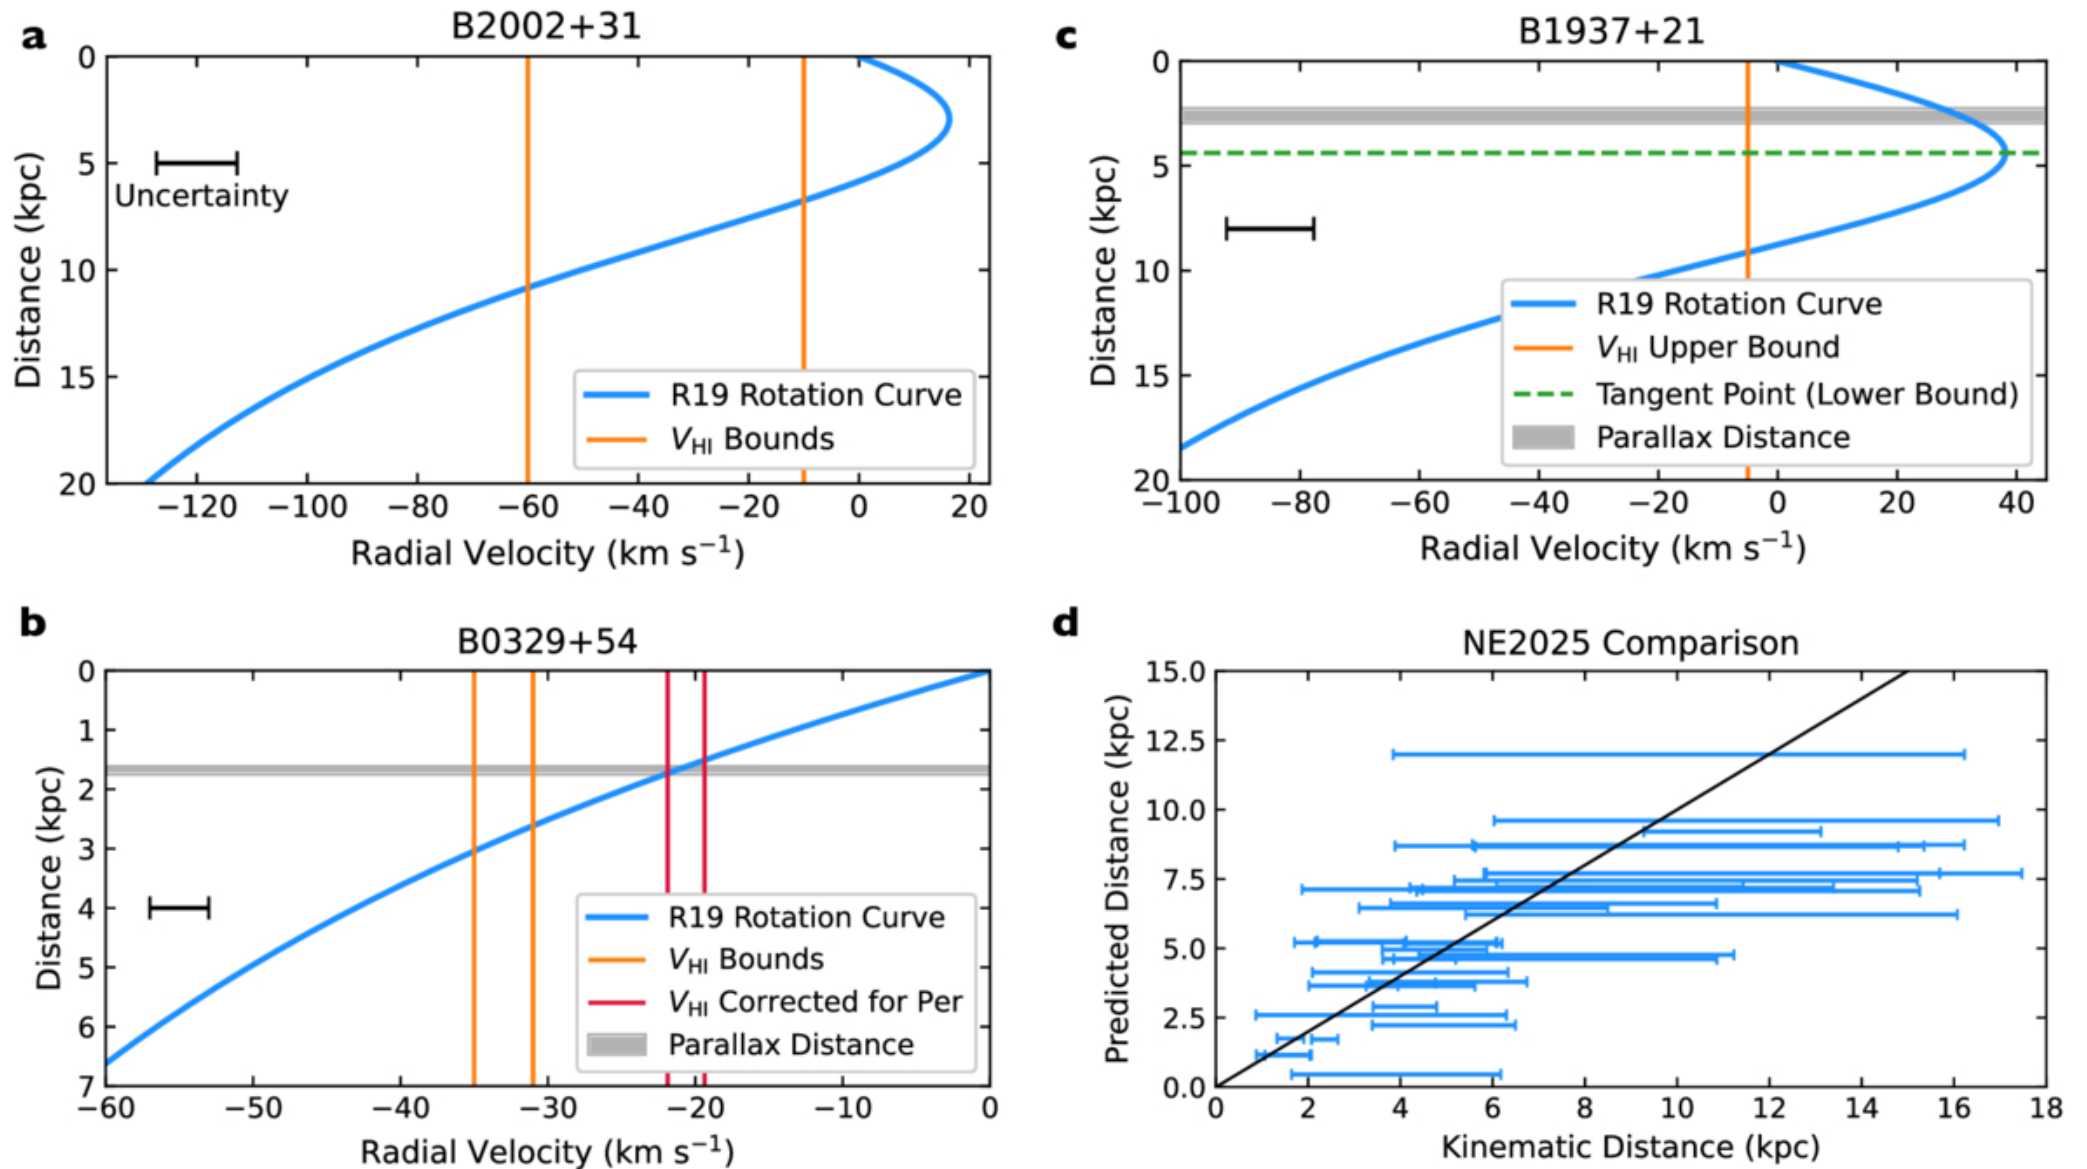 a
B2002+31
0
5
10
15
20
Distance (kpc)
Uncertainty
R19 Rotation Curve
V_HI Bounds
−120 −100 −80 −60 −40 −20 0 20
Radial Velocity (km s⁻¹)
c
B1937+21
0
5
10
15
20
Distance (kpc)
R19 Rotation Curve
V_HI Upper Bound
Tangent Point (Lower Bound)
Parallax Distance
−100 −80 −60 −40 −20 0 20 40
Radial Velocity (km s⁻¹)
b
B0329+54
0
1
2
3
4
5
6
7
Distance (kpc)
R19 Rotation Curve
V_HI Bounds
V_HI Corrected for Per
Parallax Distance
−60 −50 −40 −30 −20 −10 0
Radial Velocity (km s⁻¹)
d
NE2025 Comparison
15.0
12.5
10.0
7.5
5.0
2.5
0.0
Predicted Distance (kpc)
0 2 4 6 8 10 12 14 16 18
Kinematic Distance (kpc)